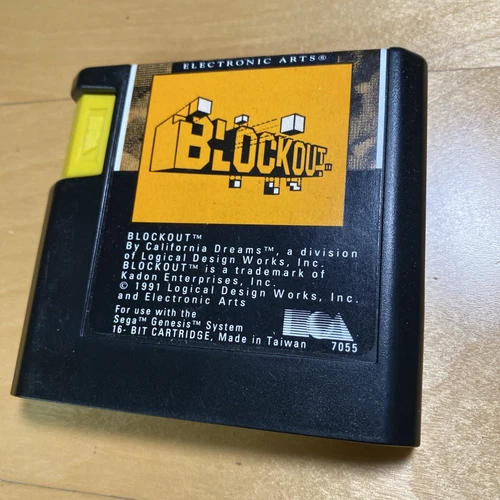 ELECTRONIC ARTS®
BLOCKOUT™
BLOCKOUT™
By California Dreams™, a division
of Logical Design Works, Inc.
BLOCKOUT™ is a trademark of
Kadon Enterprises, Inc.
© 1991 Logical Design Works, Inc.
and Electronic Arts
For use with the
Sega™ Genesis™ System
16- BIT CARTRIDGE, Made in Taiwan
EA
7055